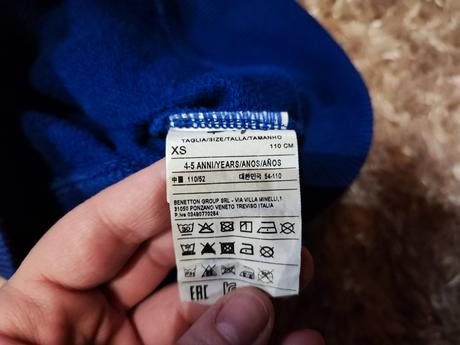 TAGLIA/SIZE/TALLA/TAMANHO
XS 110 CM
4-5 ANNI/YEARS/ANOS/AÑOS
中国 110/52 대한민국 54-110
BENETTON GROUP SRL - VIA VILLA MINELLI,1
31050 PONZANO VENETO TREVISO ITALIA
P.Iva 03490770264
EAC